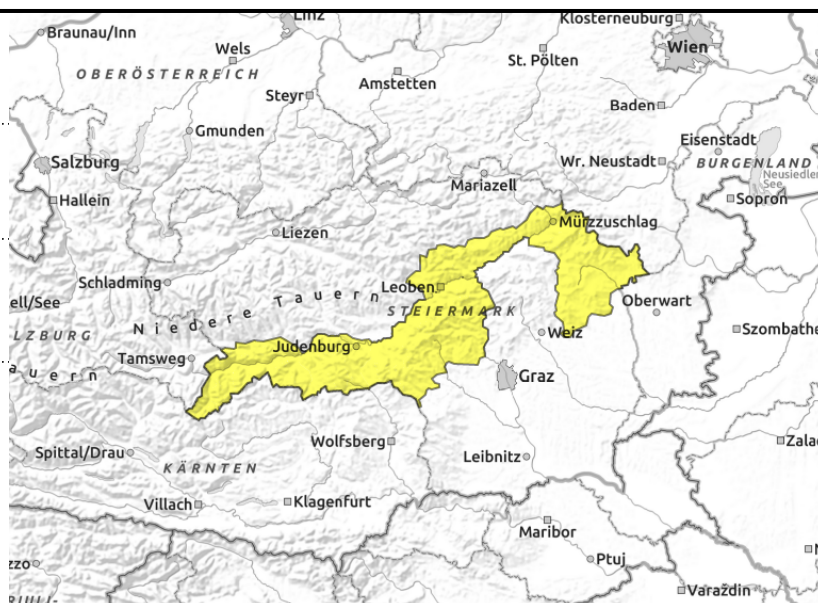 Braunau/Inn
Linz
Klosterneuburg
Wien
Wels
OBERÖSTERREICH
St. Pölten
Amstetten
Steyr
Baden
Gmunden
Eisenstadt
Salzburg
Wr. Neustadt
BURGENLAND
Neusiedler
See
Mariazell
Hallein
Sopron
Mürzzuschlag
Liezen
Schladming
Leoben
ell/See
Niedere Tauern
STEIERMARK
Oberwart
LZBURG
Weiz
Szombathe
Judenburg
Tamsweg
auern
Graz
Wolfsberg
Zala
Spittal/Drau
KÄRNTEN
Leibnitz
Villach
Klagenfurt
Maribor
zzo
Ptuj
Varaždin